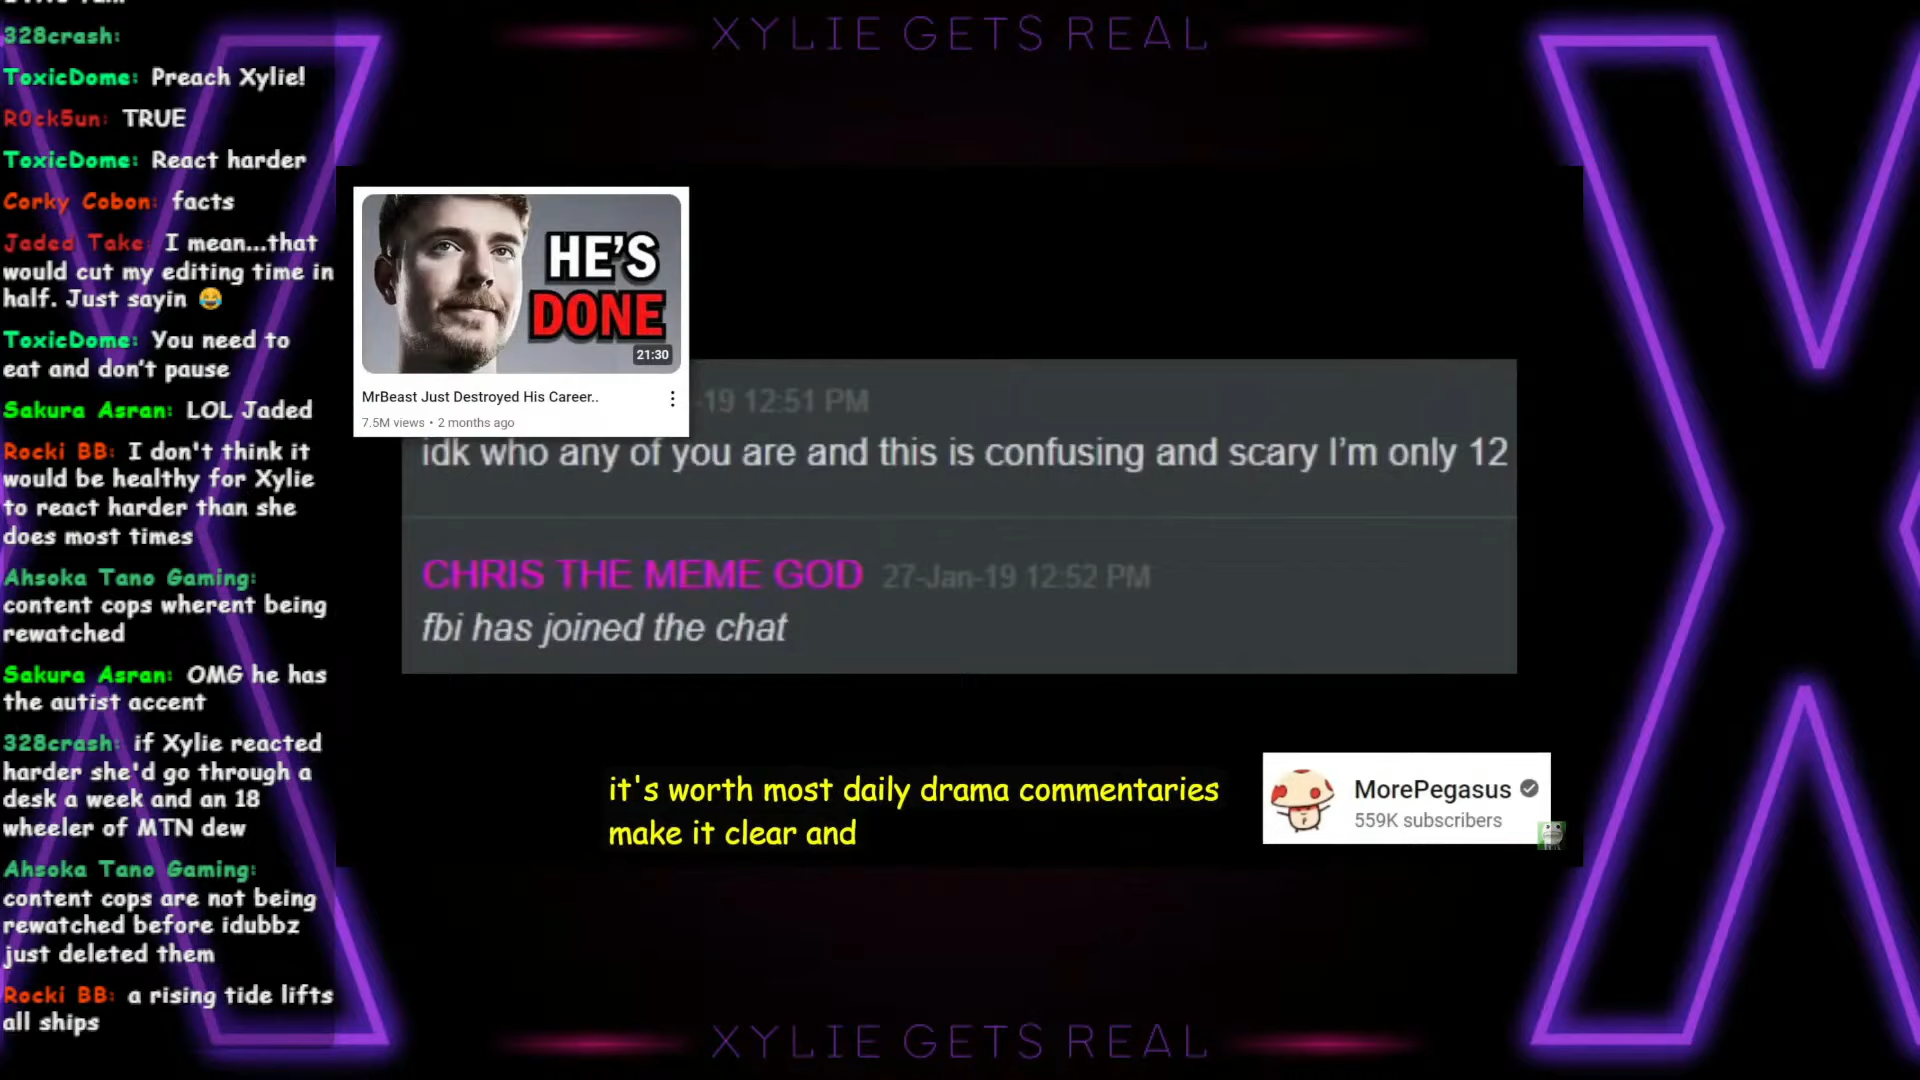 XYLIE GETS REAL
328crash:
ToxicDome: Preach Xylie!
R0ck5un: TRUE
ToxicDome: React harder
Corky Cobon: facts
Jaded Take: I mean...that
would cut my editing time in
half. Just sayin 😂
ToxicDome: You need to
eat and don't pause
Sakura Asran: LOL Jaded
Rocki BB: I don't think it
would be healthy for Xylie
to react harder than she
does most times
Ahsoka Tano Gaming:
content cops wherent being
rewatched
Sakura Asran: OMG he has
the autist accent
328crash: if Xylie reacted
harder she'd go through a
desk a week and an 18
wheeler of MTN dew
Ahsoka Tano Gaming:
content cops are not being
rewatched before idubbz
just deleted them
Rocki BB: a rising tide lifts
all ships
HE'S
DONE
21:30
MrBeast Just Destroyed His Career..
7.5M views • 2 months ago
-19 12:51 PM
idk who any of you are and this is confusing and scary I'm only 12
CHRIS THE MEME GOD 27-Jan-19 12:52 PM
fbi has joined the chat
it's worth most daily drama commentaries
make it clear and
MorePegasus
559K subscribers
XYLIE GETS REAL